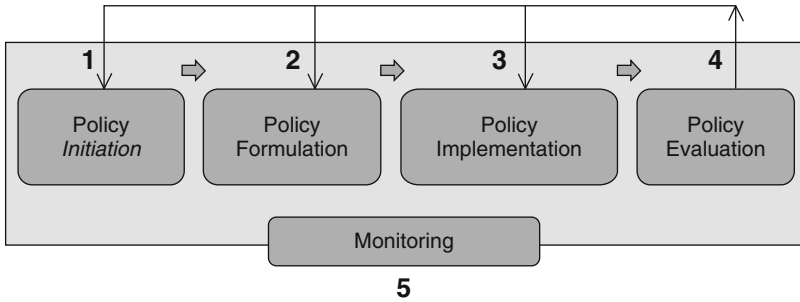 1
2
3
4
Policy
Initiation
Policy
Formulation
Policy
Implementation
Policy
Evaluation
Monitoring
5